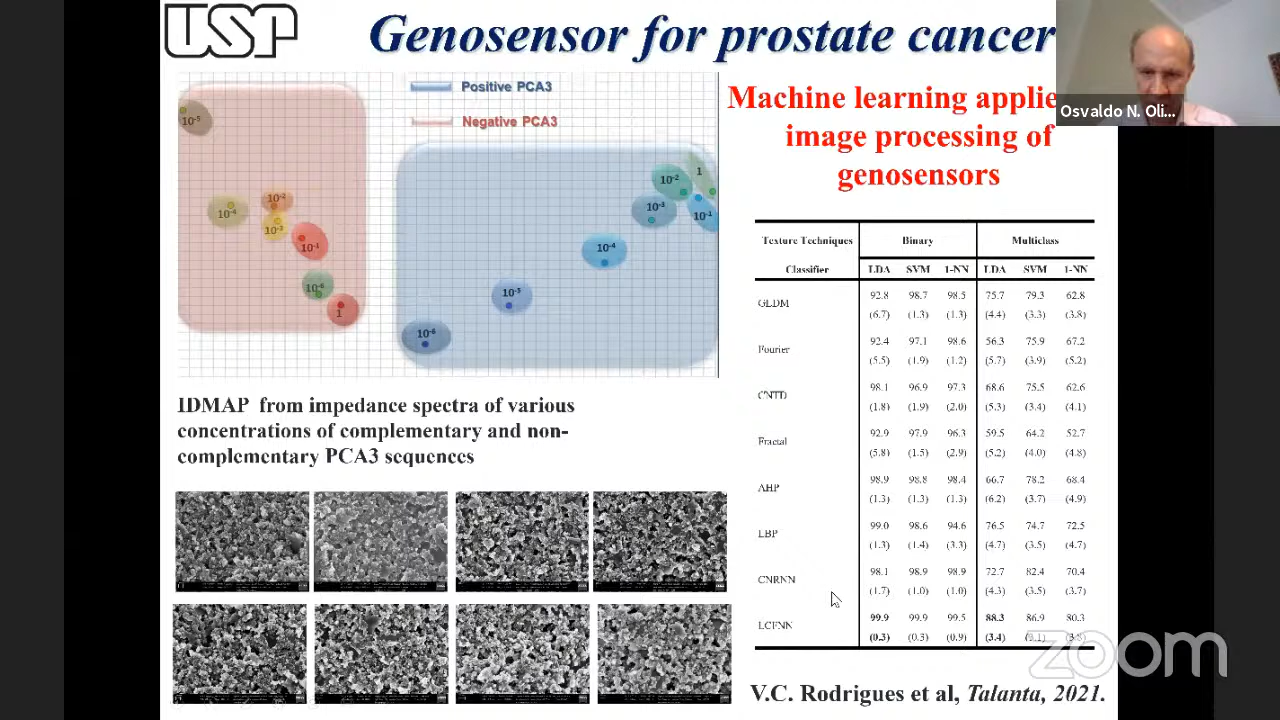 USP
Genosensor for prostate cancer
Osvaldo N. Oli...
Positive PCA3
Negative PCA3
10-5
10-4
10-2
10-3
10-1
10-6
1
10-2
1
10-3
10-1
10-4
10-5
10-6
Machine learning applie
image processing of
genosensors
IDMAP from impedance spectra of various
concentrations of complementary and non-
complementary PCA3 sequences
Texture Techniques Binary Multiclass
Classifier LDA SVM 1-NN LDA SVM 1-NN
GLDM 92.8 98.7 98.5 75.7 79.3 62.8
(6.7) (1.3) (1.3) (4.4) (3.3) (3.8)
Fourier 92.4 97.1 98.6 56.3 75.9 67.2
(5.5) (1.9) (1.2) (5.7) (3.9) (5.2)
CNTD 98.1 96.9 97.3 68.6 75.5 62.6
(1.8) (1.9) (2.0) (5.3) (3.4) (4.1)
Fractal 92.9 97.9 96.3 59.5 64.2 52.7
(5.8) (1.5) (2.9) (5.2) (4.0) (4.8)
AHP 98.9 98.8 98.4 66.7 78.2 68.4
(1.3) (1.3) (1.3) (6.2) (3.7) (4.9)
LBP 99.0 98.6 94.6 76.5 74.7 72.5
(1.3) (1.4) (3.3) (4.7) (3.5) (4.7)
CNRNN 98.1 98.9 98.9 72.7 82.4 70.4
(1.7) (1.0) (1.0) (4.3) (3.5) (3.7)
LCFNN 99.9 99.9 99.5 88.3 86.9 80.3
(0.3) (0.3) (0.9) (3.4)
zoom
V.C. Rodrigues et al, Talanta, 2021.